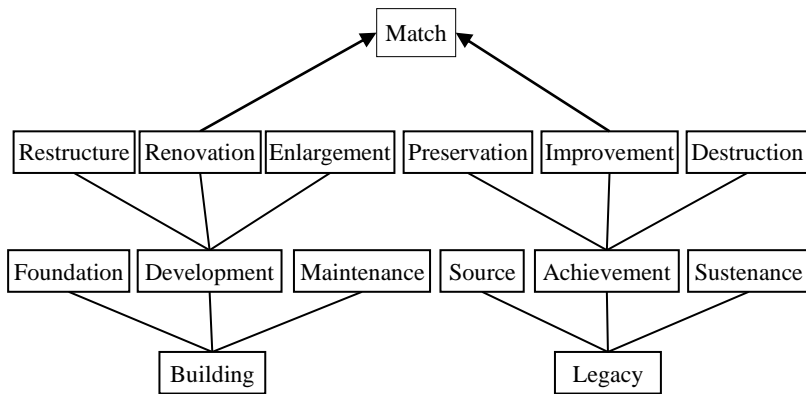 Match
Restructure Renovation Enlargement Preservation Improvement Destruction
Foundation Development Maintenance Source Achievement Sustenance
Building Legacy